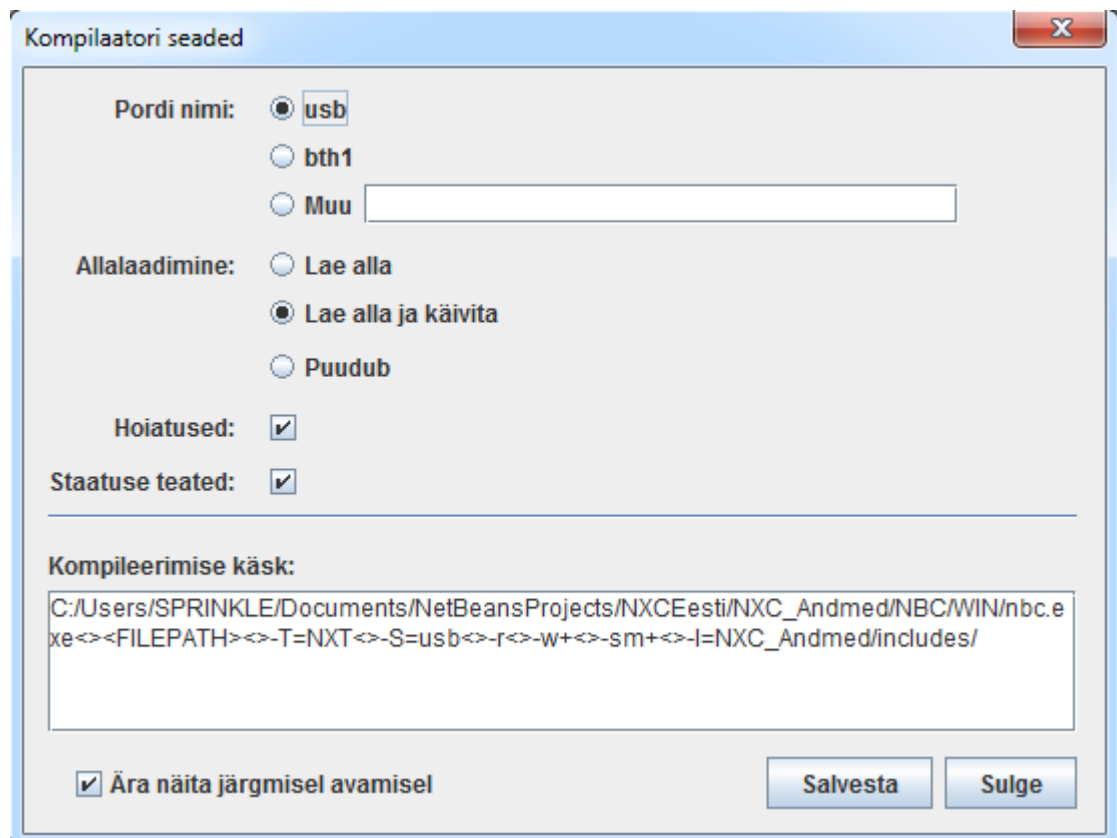 Kompilaatori seaded
Pordi nimi: usb
bth1
Muu
Allalaadimine: Lae alla
Lae alla ja käivita
Puudub
Hoiatused:
Staatuse teated:
Kompileerimise käsk:
C:/Users/SPRINKLE/Documents/NetBeansProjects/NXCEesti/NXC_Andmed/NBC/WIN/nbc.e
xe<><FILEPATH><>-T=NXT<>-S=usb<>-r<>-w+<>-sm+<>-I=NXC_Andmed/includes/
Ära näita järgmisel avamisel Salvesta Sulge